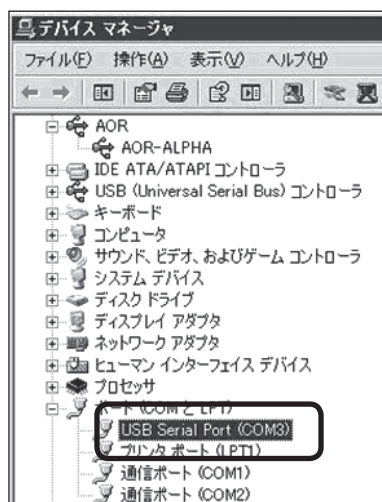 デバイス マネージャ
ファイル(F) 操作(A) 表示(V) ヘルプ(H)
AOR
AOR-ALPHA
IDE ATA/ATAPI コントローラ
USB (Universal Serial Bus) コントローラ
キーボード
コンピュータ
サウンド、ビデオ、およびゲーム コントローラ
システム デバイス
ディスク ドライブ
ディスプレイ アダプタ
ネットワーク アダプタ
ヒューマン インターフェイス デバイス
プロセッサ
ポート (COM と LPT)
USB Serial Port (COM3)
プリンタ ポート (LPT1)
通信ポート (COM1)
通信ポート (COM2)